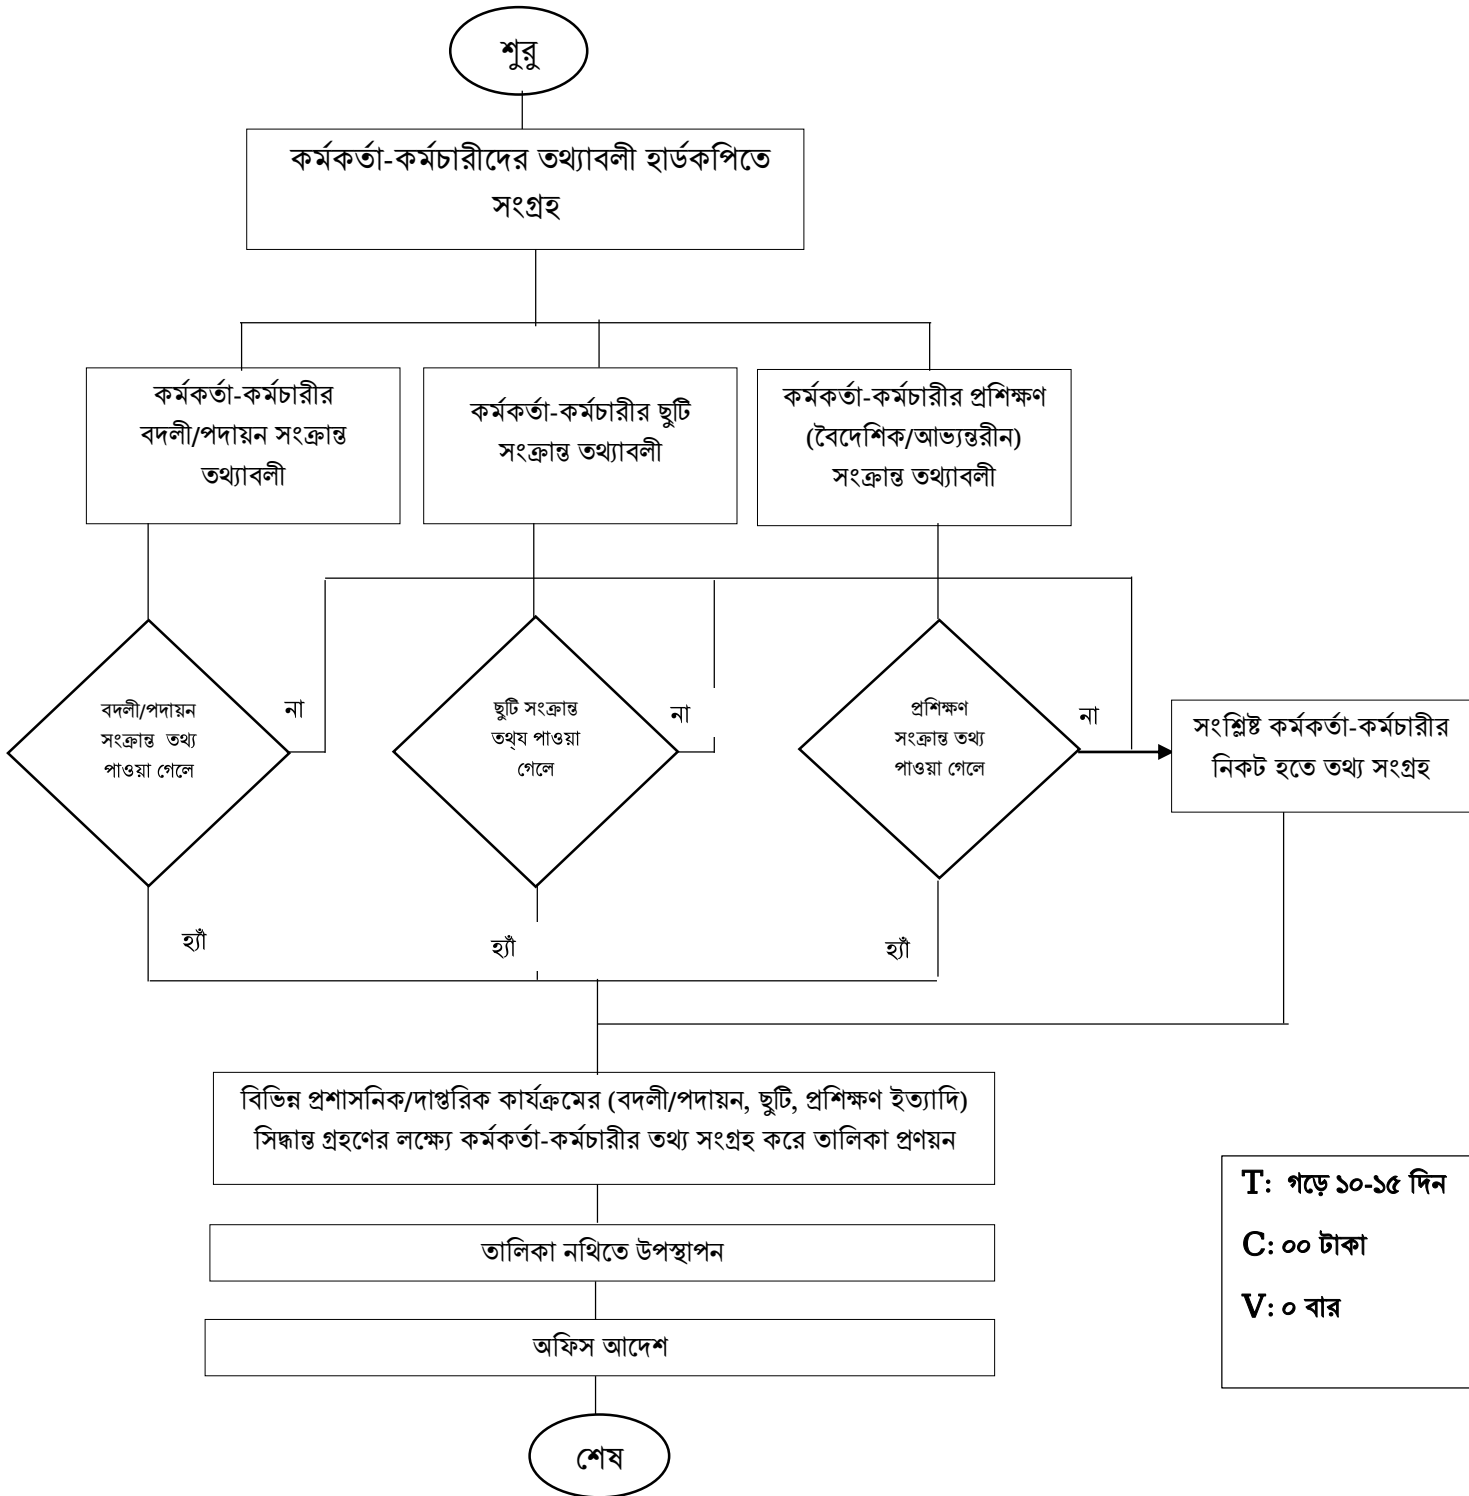 শুরু
কর্মকর্তা-কর্মচারীদের তথ্যাবলী হার্ডকপিতে
সংগ্রহ
কর্মকর্তা-কর্মচারীর
বদলী/পদায়ন সংক্রান্ত
তথ্যাবলী
কর্মকর্তা-কর্মচারীর ছুটি
সংক্রান্ত তথ্যাবলী
কর্মকর্তা-কর্মচারীর প্রশিক্ষণ
(বৈদেশিক/আভ্যন্তরীন)
সংক্রান্ত তথ্যাবলী
বদলী/পদায়ন
সংক্রান্ত তথ্য
পাওয়া গেলে
না
ছুটি সংক্রান্ত
তথ্‌য পাওয়া
গেলে
না
প্রশিক্ষণ
সংক্রান্ত তথ্য
পাওয়া গেলে
না
সংশ্লিষ্ট কর্মকর্তা-কর্মচারীর
নিকট হতে তথ্য সংগ্রহ
হ্যাঁ
হ্যাঁ
হ্যাঁ
বিভিন্ন প্রশাসনিক/দাপ্তরিক কার্যক্রমের (বদলী/পদায়ন, ছুটি, প্রশিক্ষণ ইত্যাদি)
সিদ্ধান্ত গ্রহণের লক্ষ্যে কর্মকর্তা-কর্মচারীর তথ্য সংগ্রহ করে তালিকা প্রণয়ন
তালিকা নথিতে উপস্থাপন
অফিস আদেশ
শেষ
T: গড়ে ১০-১৫ দিন
C: ০০ টাকা
V: ০ বার